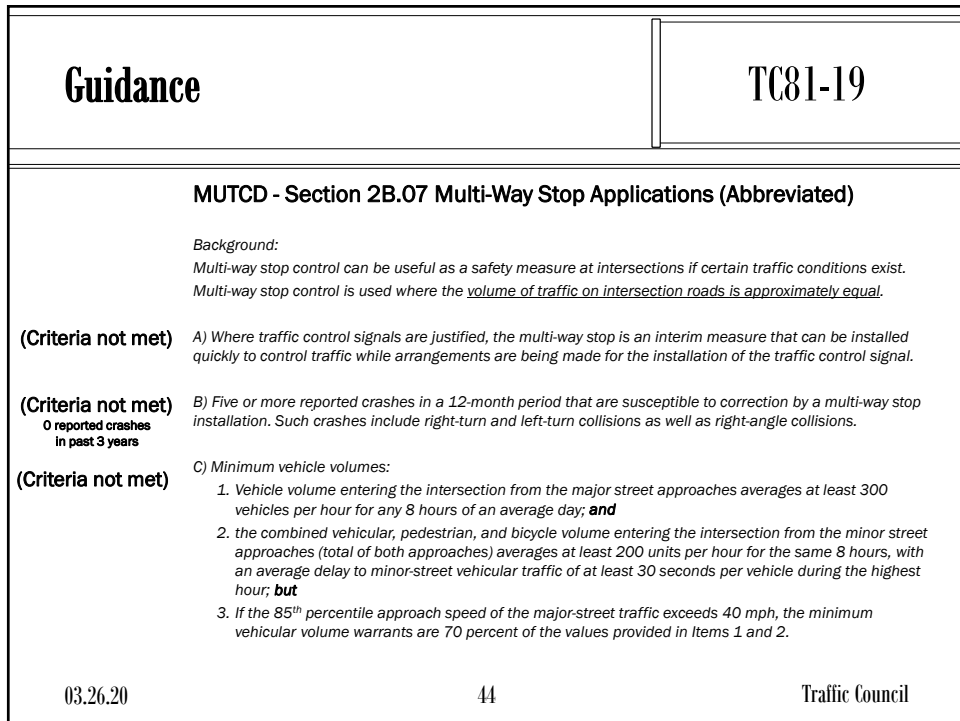 Guidance
TC81-19
MUTCD - Section 2B.07 Multi-Way Stop Applications (Abbreviated)
Background:
Multi-way stop control can be useful as a safety measure at intersections if certain traffic conditions exist.
Multi-way stop control is used where the volume of traffic on intersection roads is approximately equal.
(Criteria not met)
A) Where traffic control signals are justified, the multi-way stop is an interim measure that can be installed
quickly to control traffic while arrangements are being made for the installation of the traffic control signal.
(Criteria not met)
0 reported crashes
in past 3 years
B) Five or more reported crashes in a 12-month period that are susceptible to correction by a multi-way stop
installation. Such crashes include right-turn and left-turn collisions as well as right-angle collisions.
(Criteria not met)
C) Minimum vehicle volumes:
1. Vehicle volume entering the intersection from the major street approaches averages at least 300
vehicles per hour for any 8 hours of an average day; and
2. the combined vehicular, pedestrian, and bicycle volume entering the intersection from the minor street
approaches (total of both approaches) averages at least 200 units per hour for the same 8 hours, with
an average delay to minor-street vehicular traffic of at least 30 seconds per vehicle during the highest
hour; but
3. If the 85th percentile approach speed of the major-street traffic exceeds 40 mph, the minimum
vehicular volume warrants are 70 percent of the values provided in Items 1 and 2.
03.26.20
44
Traffic Council